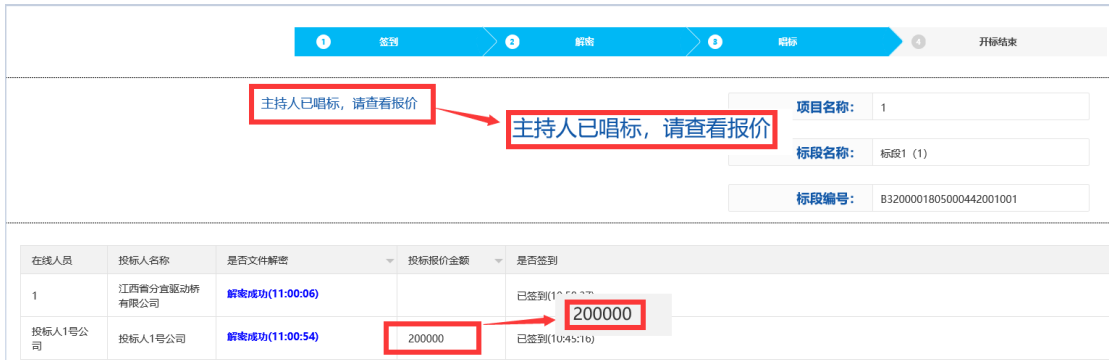 1 签到 2 解密 3 唱标 4 开标结束
主持人已唱标，请查看报价
主持人已唱标，请查看报价
项目名称： 1
标段名称： 标段1（1）
标段编号： B3200001805000442001001
在线人员 投标人名称 是否文件解密 投标报价金额 是否签到
1 江西省分宜驱动桥有限公司 解密成功(11:00:06) 已签到
200000
投标人1号公司 投标人1号公司 解密成功(11:00:54) 200000 已签到(10:45:16)